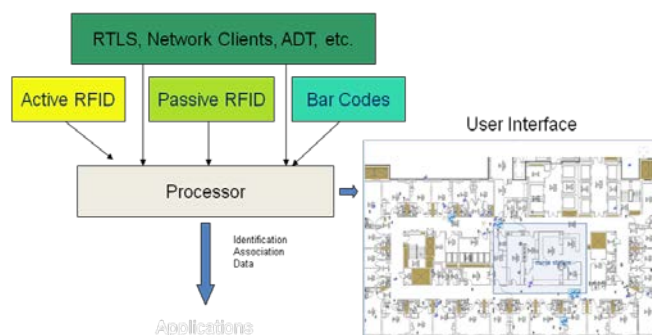 RTLS, Network Clients, ADT, etc.
Active RFID
Passive RFID
Bar Codes
User Interface
Processor
Identification
Association
Data
Applications